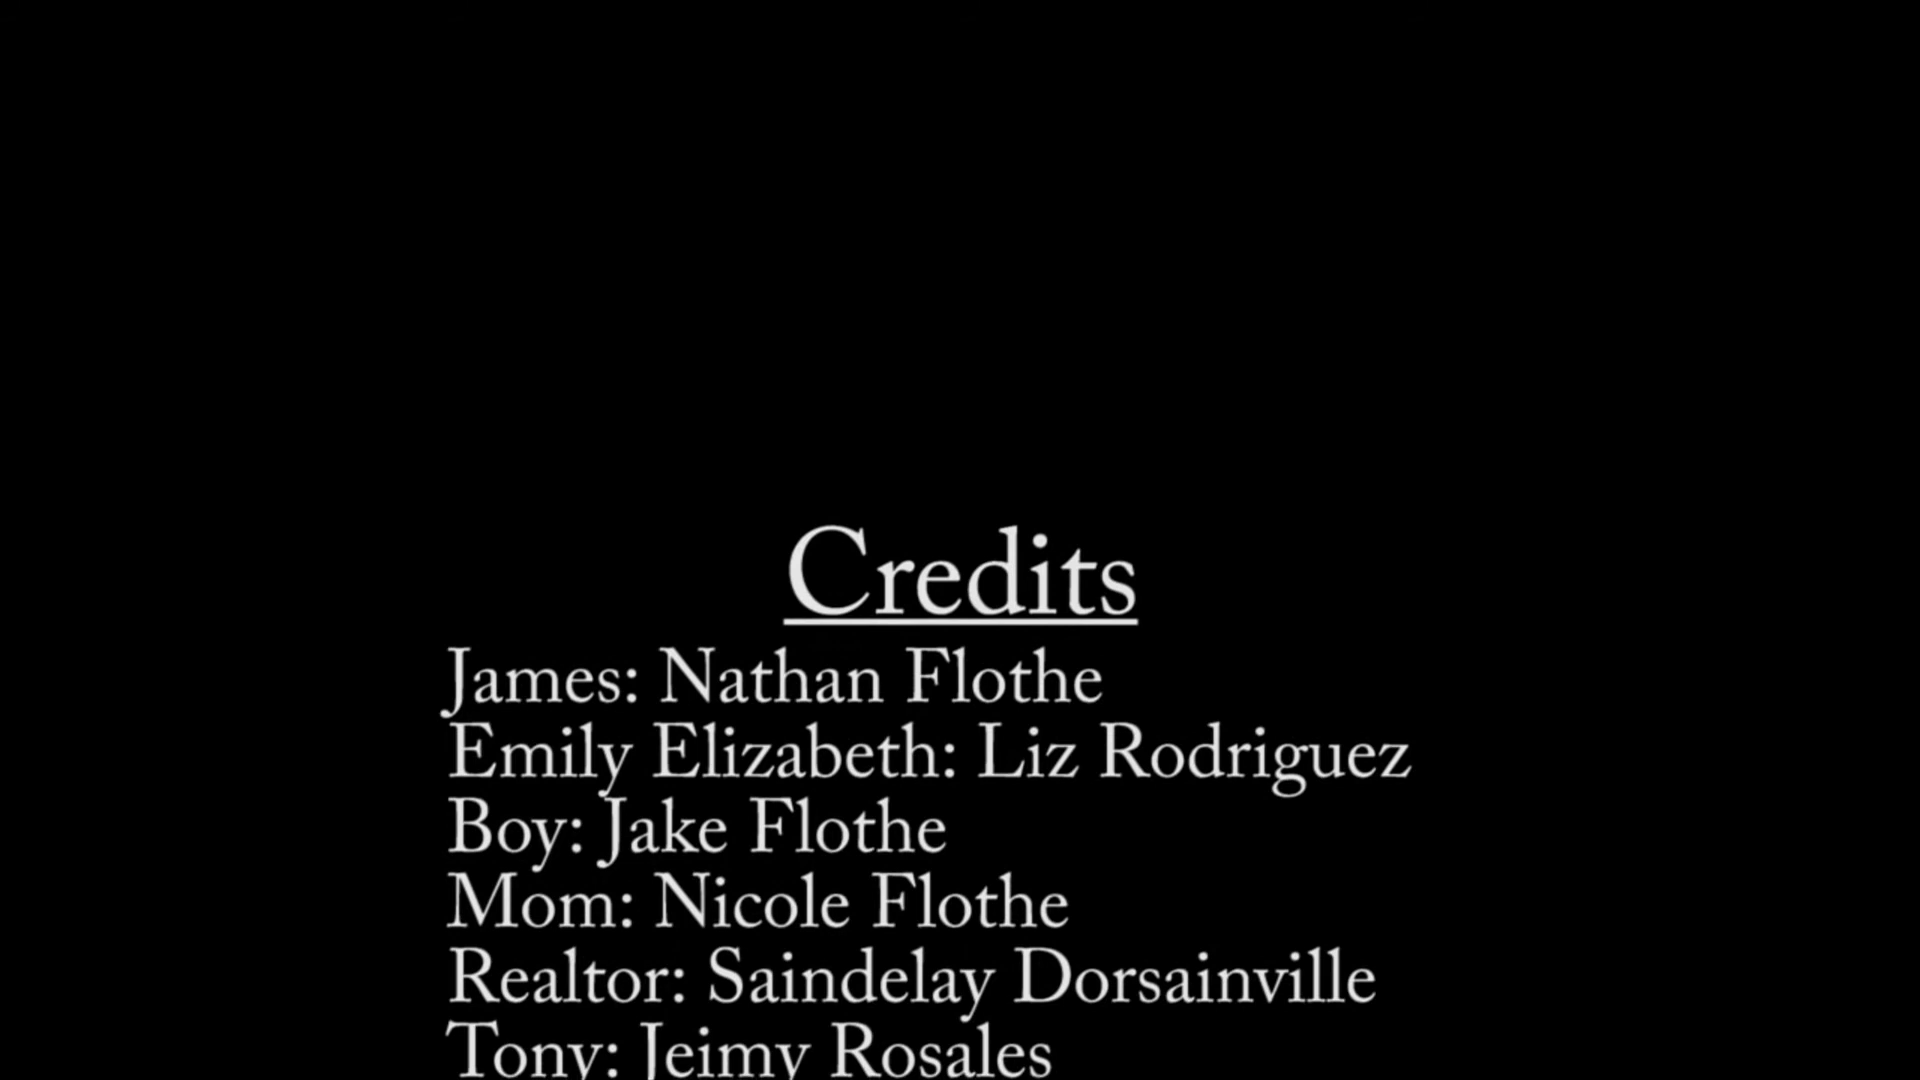 Credits
James: Nathan Flothe
Emily Elizabeth: Liz Rodriguez
Boy: Jake Flothe
Mom: Nicole Flothe
Realtor: Saindelay Dorsainville
Tony: Jeimy Rosales